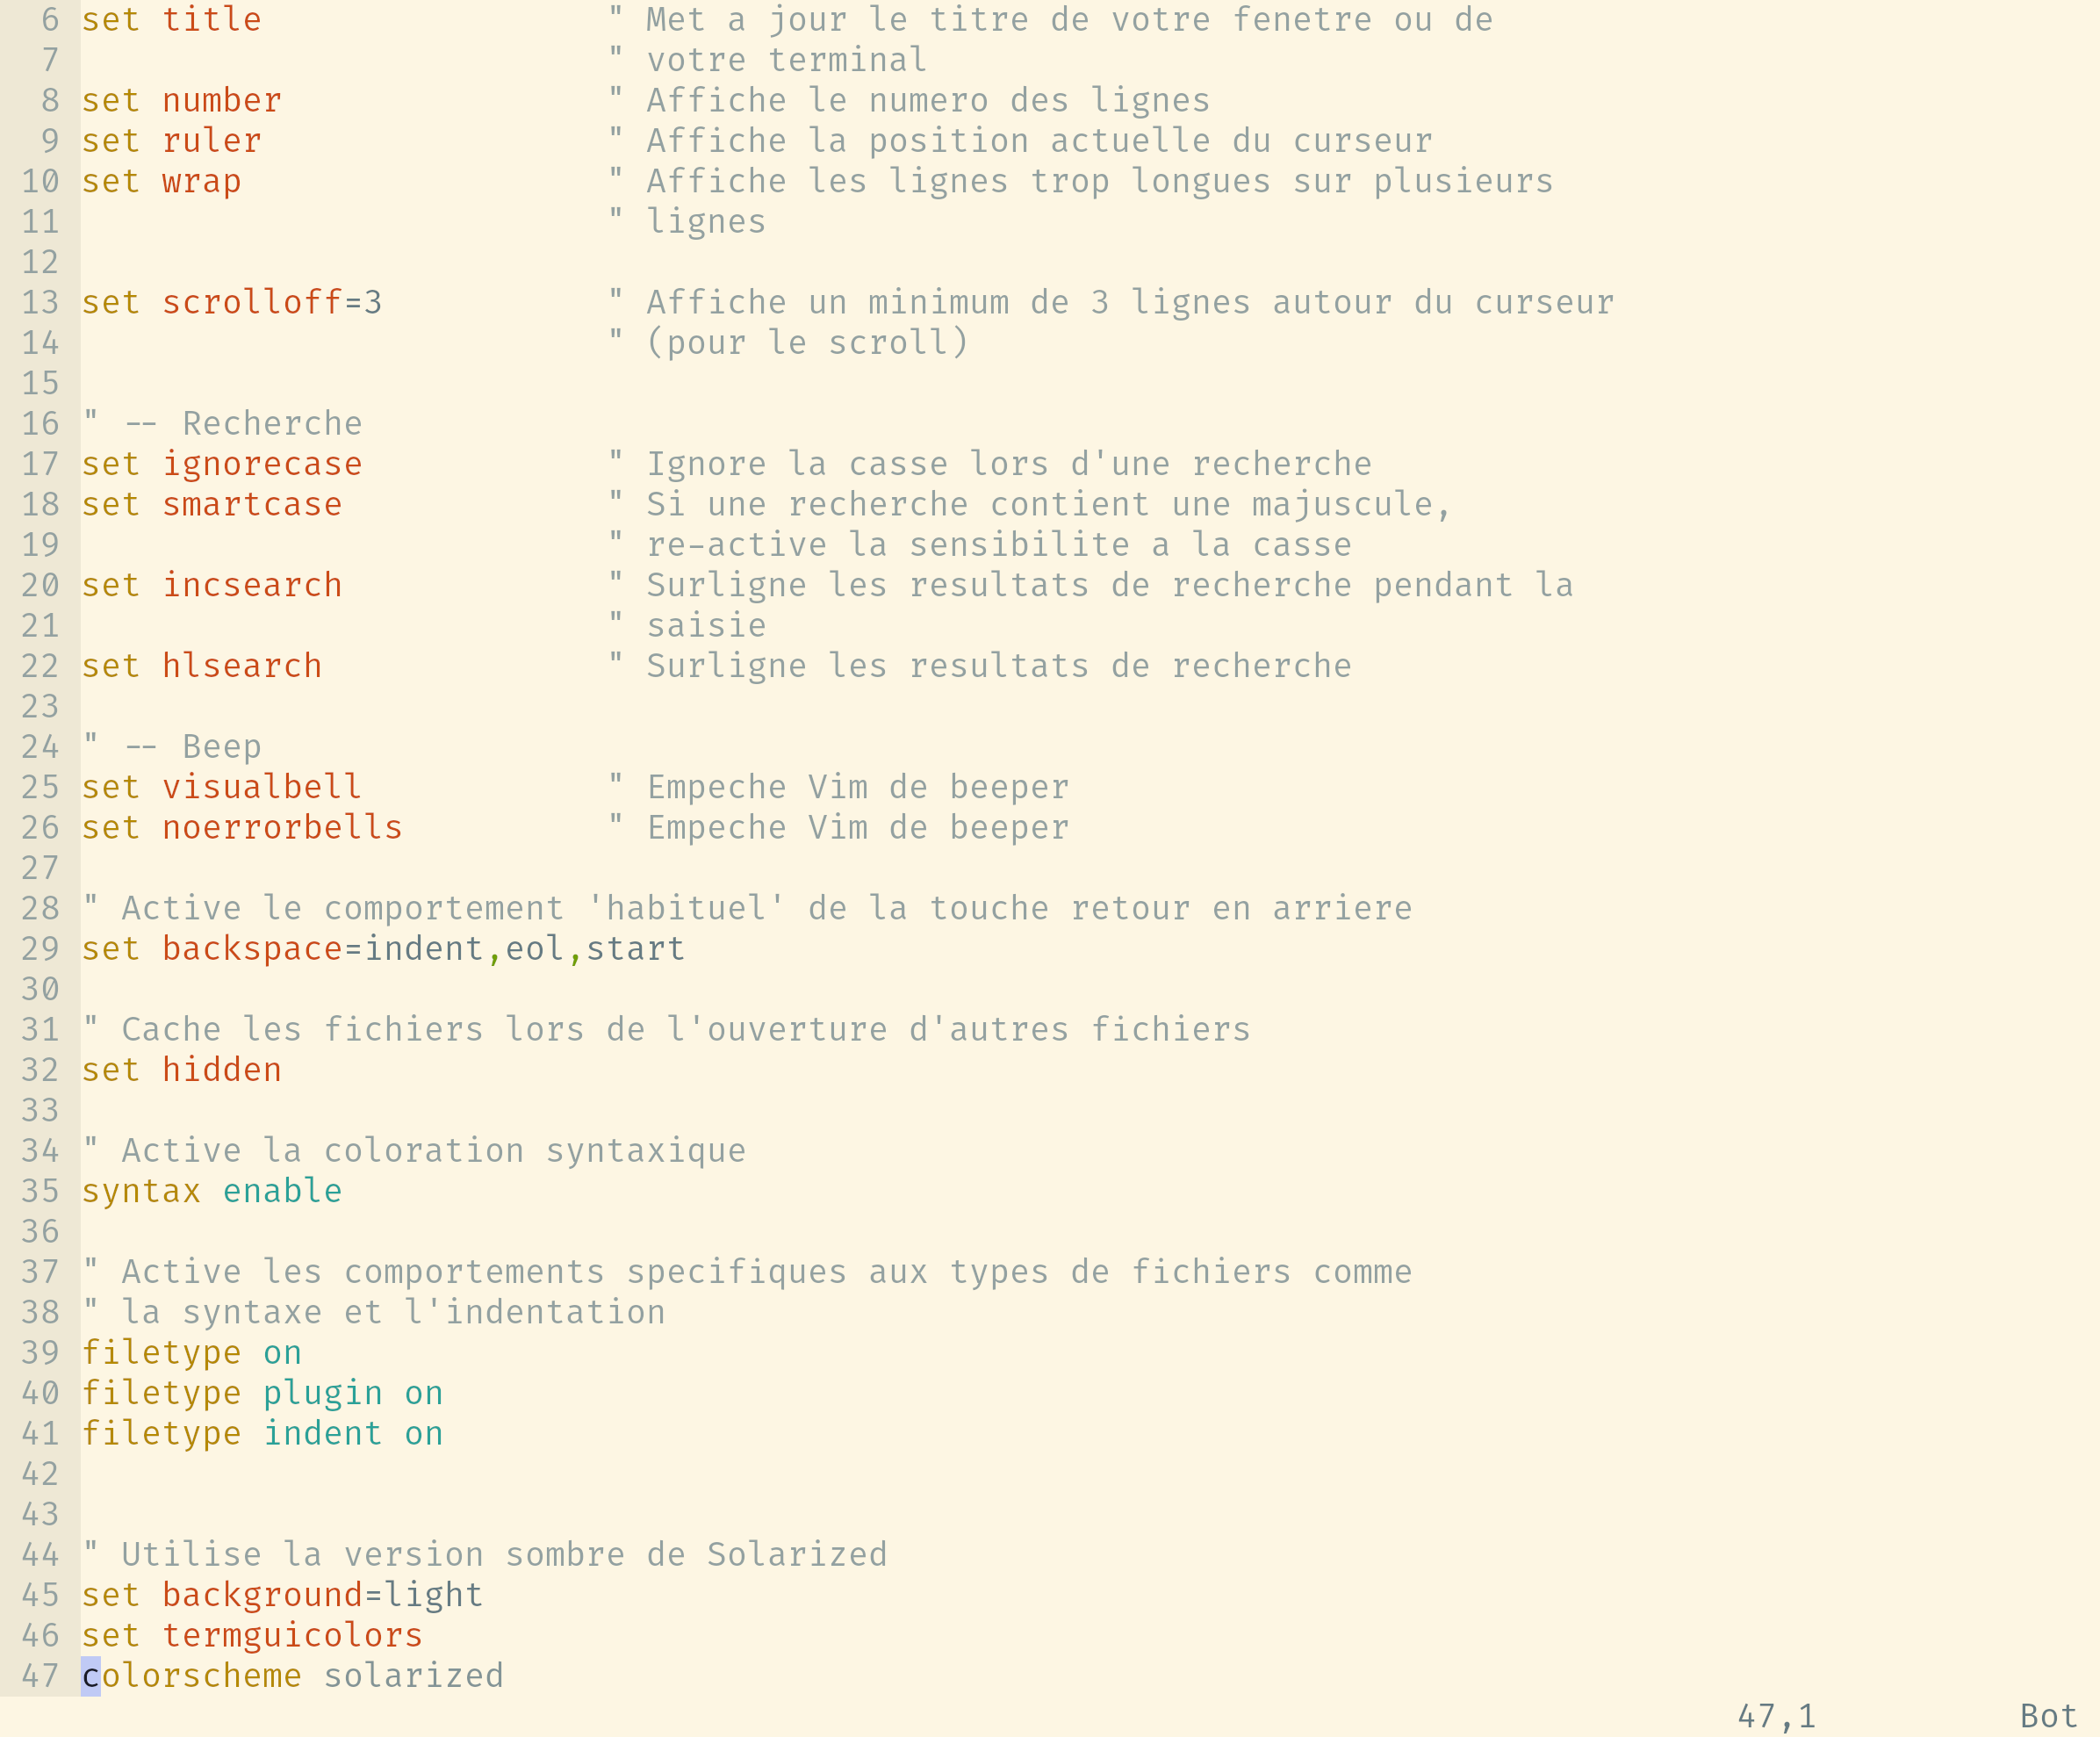 6 set title                 " Met a jour le titre de votre fenetre ou de
7                           " votre terminal
8 set number                " Affiche le numero des lignes
9 set ruler                 " Affiche la position actuelle du curseur
10 set wrap                  " Affiche les lignes trop longues sur plusieurs
11                           " lignes
12
13 set scrolloff=3           " Affiche un minimum de 3 lignes autour du curseur
14                           " (pour le scroll)
15
16 " -- Recherche
17 set ignorecase            " Ignore la casse lors d'une recherche
18 set smartcase             " Si une recherche contient une majuscule,
19                           " re-active la sensibilite a la casse
20 set incsearch             " Surligne les resultats de recherche pendant la
21                           " saisie
22 set hlsearch              " Surligne les resultats de recherche
23
24 " -- Beep
25 set visualbell            " Empeche Vim de beeper
26 set noerrorbells          " Empeche Vim de beeper
27
28 " Active le comportement 'habituel' de la touche retour en arriere
29 set backspace=indent,eol,start
30
31 " Cache les fichiers lors de l'ouverture d'autres fichiers
32 set hidden
33
34 " Active la coloration syntaxique
35 syntax enable
36
37 " Active les comportements specifiques aux types de fichiers comme
38 " la syntaxe et l'indentation
39 filetype on
40 filetype plugin on
41 filetype indent on
42
43
44 " Utilise la version sombre de Solarized
45 set background=light
46 set termguicolors
47 colorscheme solarized
47,1          Bot